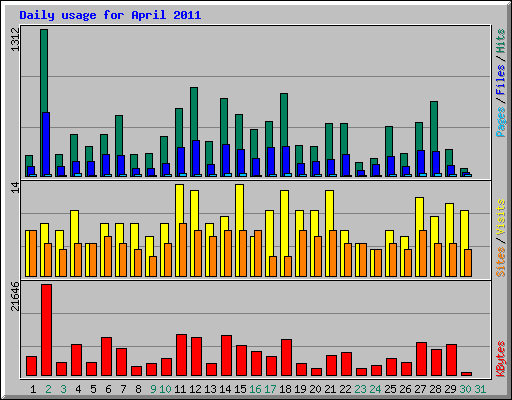 Daily usage for April 2011
1312
Pages / Files / Hits
14
Sites / Visits
21646
KBytes
1 2 3 4 5 6 7 8 9 10 11 12 13 14 15 16 17 18 19 20 21 22 23 24 25 26 27 28 29 30 31